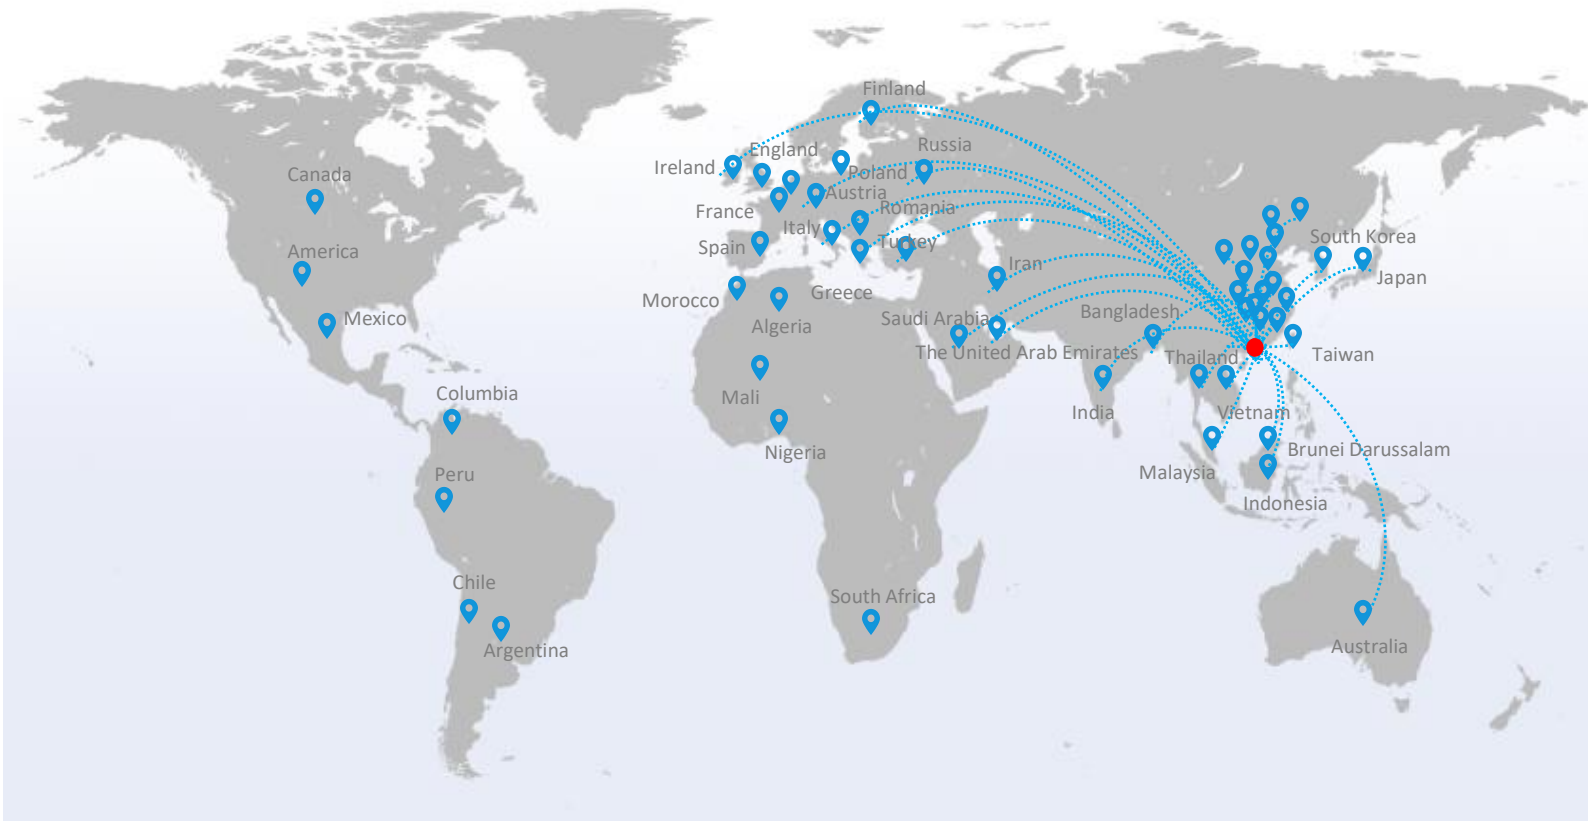 Finland
Russia
England
Ireland
Poland
Canada
Austria
France
Romania
Italy
Spain
Turkey
South Korea
America
Iran
Japan
Morocco
Greece
Algeria
Mexico
Saudi Arabia
Bangladesh
The United Arab Emirates
Thailand
Taiwan
Columbia
Mali
India
Vietnam
Nigeria
Brunei Darussalam
Malaysia
Peru
Indonesia
Chile
South Africa
Argentina
Australia